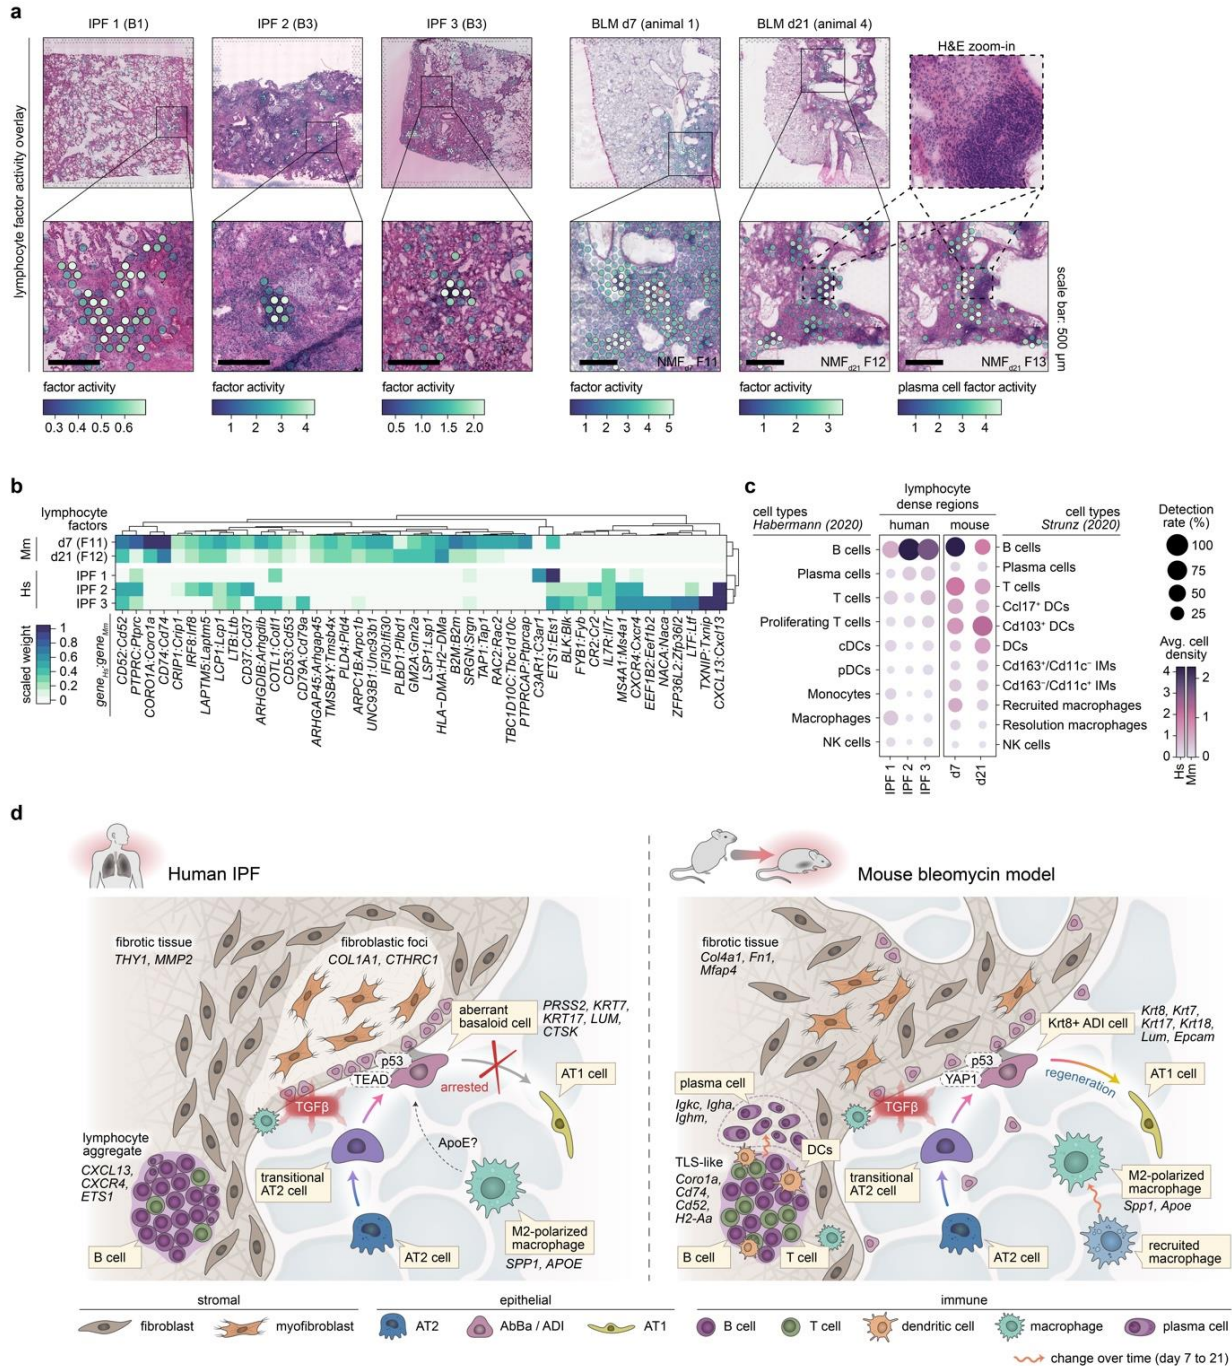 a
IPF 1 (B1)
IPF 2 (B3)
IPF 3 (B3)
BLM d7 (animal 1)
BLM d21 (animal 4)
H&E zoom-in
lymphocyte factor activity overlay
NMFd7 F11
NMFd21 F12
NMFd21 F13
scale bar: 500 µm
factor activity
0.3 0.4 0.5 0.6
factor activity
1 2 3 4
factor activity
0.5 1.0 1.5 2.0
factor activity
1 2 3 4 5
factor activity
1 2 3
plasma cell factor activity
1 2 3 4
b
lymphocyte
factors
Mm
d7 (F11)
d21 (F12)
Hs
IPF 1
IPF 2
IPF 3
scaled weight
1
0.8
0.6
0.4
0.2
0
geneHs:geneMm
CD52:Cd52
PTPRC:Ptprc
CORO1A:Coro1a
CD74:Cd74
CRIP1:Crip1
IRF8:Irf8
LAPTM5:Laptm5
LCP1:Lcp1
LTB:Ltb
CD37:Cd37
ARHGDIB:Arhgdib
COTL1:Cotl1
CD53:Cd53
CD79A:Cd79a
ARHGAP45:Arhgap45
TMSB4X:Tmsb4x
PLD4:Pld4
ARPC1B:Arpc1b
UNC93B1:Unc93b1
IFI30:Ifi30
PLBD1:Plbd1
GM2A:Gm2a
LSP1:Lsp1
HLA-DMA:H2-DMa
B2M:B2m
SRGN:Srgn
TAP1:Tap1
RAC2:Rac2
TBC1D10C:Tbc1d10c
PTPRCAP:Ptprcap
C3AR1:C3ar1
ETS1:Ets1
BLK:Blk
FYB1:Fyb
CR2:Cr2
IL7R:Il7r
MS4A1:Ms4a1
CXCR4:Cxcr4
EEF1B2:Eef1b2
NACA:Naca
ZFP36L2:Zfp36l2
LTF:Ltf
TXNIP:Txnip
CXCL13:Cxcl13
c
lymphocyte
dense regions
cell types
Habermann (2020)
human
mouse
cell types
Strunz (2020)
B cells
Plasma cells
T cells
Proliferating T cells
cDCs
pDCs
Monocytes
Macrophages
NK cells
IPF 1
IPF 2
IPF 3
d7
d21
B cells
Plasma cells
T cells
Ccl17+ DCs
Cd103+ DCs
DCs
Cd163+/Cd11c− IMs
Cd163−/Cd11c+ IMs
Recruited macrophages
Resolution macrophages
NK cells
Detection
rate (%)
100
75
50
25
Avg. cell
density
5
4
3
2
1
0
4
3
2
1
0
Hs
Mm
d
Human IPF
fibrotic tissue
THY1, MMP2
fibroblastic foci
COL1A1, CTHRC1
aberrant
basaloid cell
PRSS2, KRT7,
KRT17, LUM,
CTSK
p53
TEAD
arrested
AT1 cell
TGFβ
ApoE?
lymphocyte
aggregate
CXCL13,
CXCR4,
ETS1
transitional
AT2 cell
M2-polarized
macrophage
SPP1, APOE
B cell
AT2 cell
Mouse bleomycin model
fibrotic tissue
Col4a1, Fn1,
Mfap4
Krt8+ ADI cell
Krt8, Krt7,
Krt17, Krt18,
Lum, Epcam
p53
YAP1
regeneration
AT1 cell
plasma cell
Igkc, Igha,
Ighm,
TGFβ
DCs
TLS-like
Coro1a,
Cd74,
Cd52,
H2-Aa
transitional
AT2 cell
M2-polarized
macrophage
Spp1, Apoe
B cell
T cell
AT2 cell
recruited
macrophage
stromal
epithelial
immune
fibroblast
myofibroblast
AT2
AbBa / ADI
AT1
B cell
T cell
dendritic cell
macrophage
plasma cell
change over time (day 7 to 21)